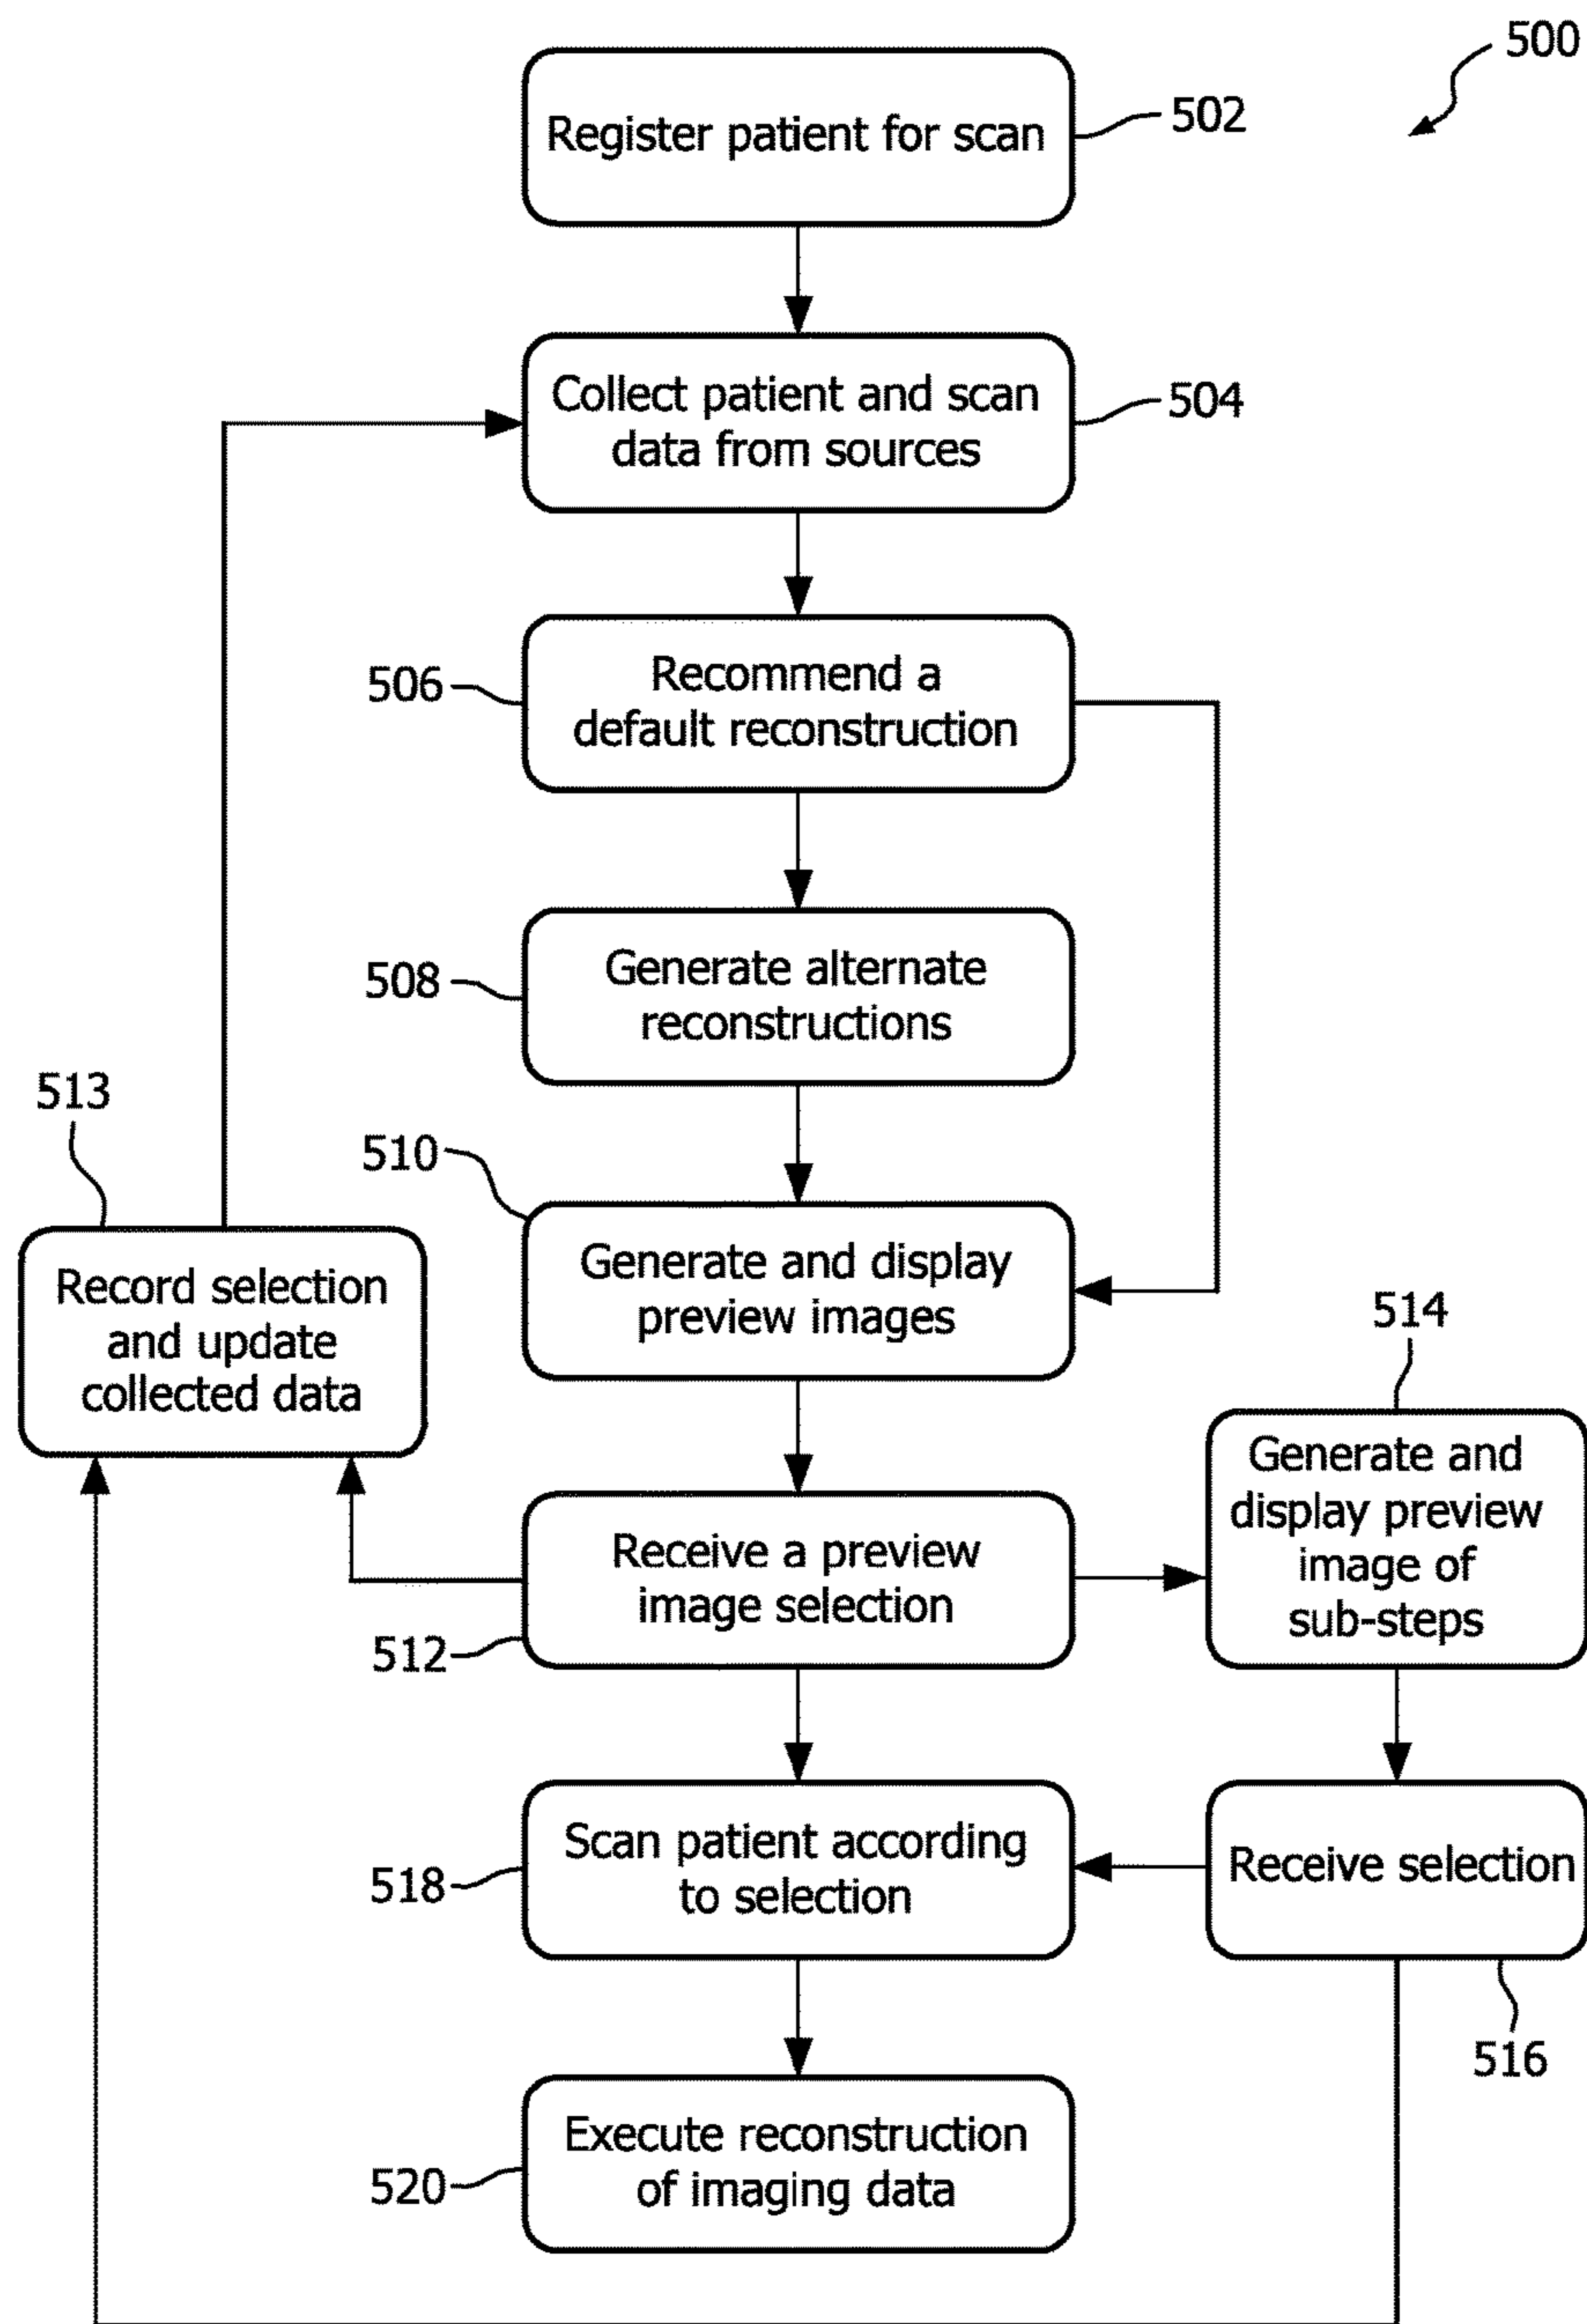 500
Register patient for scan
502
Collect patient and scan
data from sources
504
506
Recommend a
default reconstruction
508
Generate alternate
reconstructions
513
510
Record selection
and update
collected data
Generate and display
preview images
514
Generate and
display preview
image of
sub-steps
Receive a preview
image selection
512
Scan patient according
to selection
518
Receive selection
516
Execute reconstruction
of imaging data
520